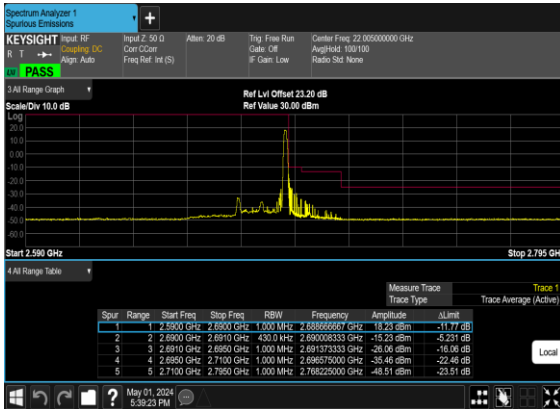 Spectrum Analyzer 1
Spurious Emissions
+
KEYSIGHT Input: RF Input Z: 50 Ω Atten: 20 dB Trig: Free Run Center Freq: 22.005000000 GHz
R T Coupling: DC Corr CCorr Gate: Off Avg|Hold: 100/100
Align: Auto Freq Ref: Int (S) IF Gain: Low Radio Std: None
LXI PASS
3 All Range Graph
Scale/Div 10.0 dB Ref Lvl Offset 23.20 dB
Ref Value 30.00 dBm
Log
20.0
10.0
0.00
-10.0
-20.0
-30.0
-40.0
-50.0
-60.0
Start 2.590 GHz Stop 2.795 GH
4 All Range Table
Measure Trace Trace 1
Trace Type Trace Average (Active)
Spur Range Start Freq Stop Freq RBW Frequency Amplitude ΔLimit
1 1 2.5900 GHz 2.6900 GHz 1.000 MHz 2.688666667 GHz 18.23 dBm -11.77 dB
2 2 2.6900 GHz 2.6910 GHz 430.0 kHz 2.690008333 GHz -15.23 dBm -5.231 dB
3 3 2.6910 GHz 2.6950 GHz 1.000 MHz 2.691373333 GHz -26.06 dBm -16.06 dB
4 4 2.6950 GHz 2.7100 GHz 1.000 MHz 2.696575000 GHz -35.46 dBm -22.46 dB
5 5 2.7100 GHz 2.7950 GHz 1.000 MHz 2.768225000 GHz -48.51 dBm -23.51 dB
Local
?
May 01, 2024
5:39:23 PM